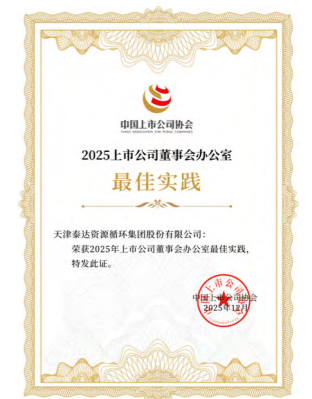 中国上市公司协会
CHINA ASSOCIATION FOR PUBLIC COMPANIES
2025上市公司董事会办公室
最佳实践
天津泰达资源循环集团股份有限公司：
荣获2025年上市公司董事会办公室最佳实践，
特发此证。
中国上市公司协会
2025年12月